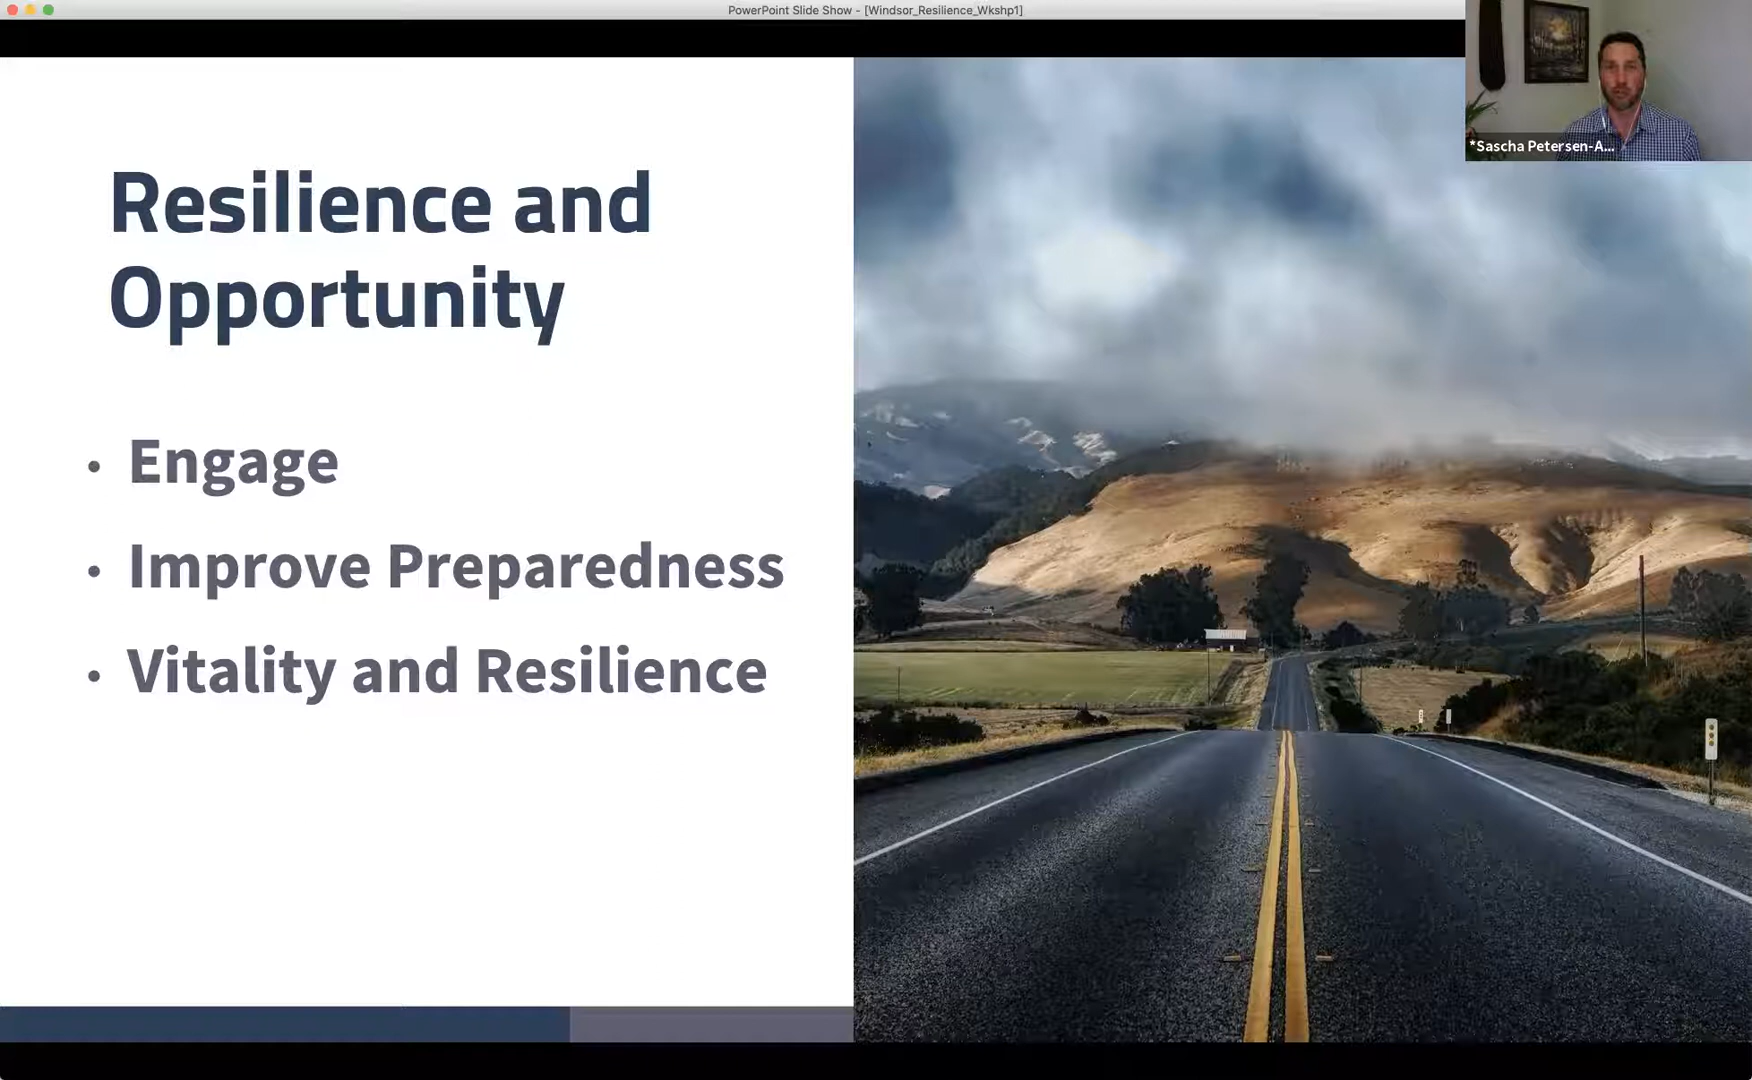 PowerPoint Slide Show - [Windsor_Resilience_Wkshp1]
*Sascha Petersen-A...
Resilience and
Opportunity
• Engage
• Improve Preparedness
• Vitality and Resilience